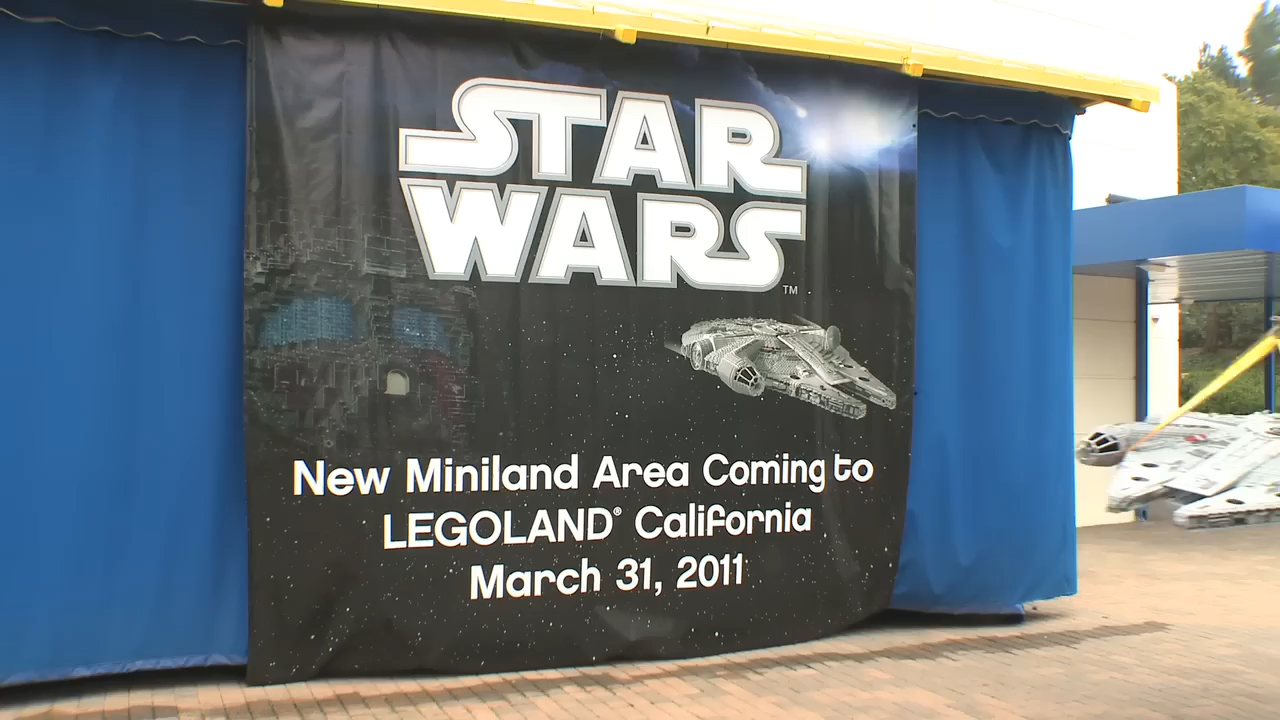 STAR
WARS
TM
New Miniland Area Coming to
LEGOLAND® California
March 31, 2011